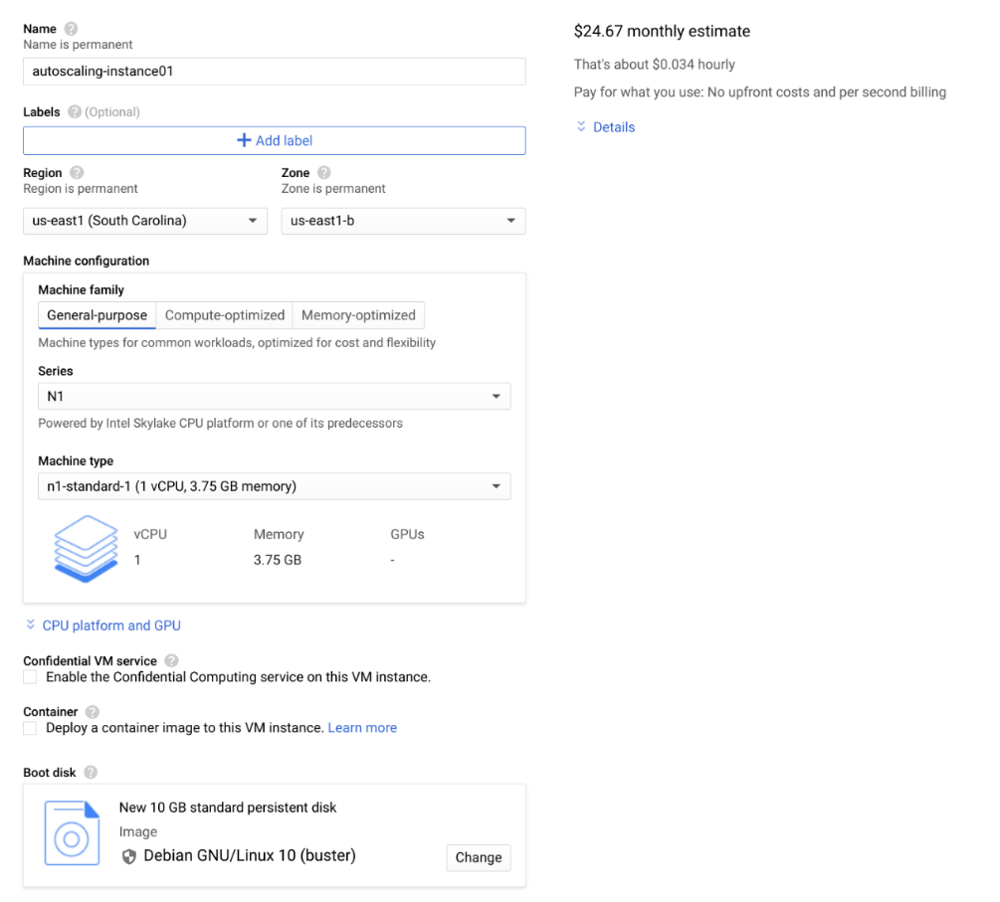 Name
Name is permanent
autoscaling-instance01
Labels (Optional)
Add label
Region
Region is permanent
us-east1 (South Carolina)
Zone
Zone is permanent
us-east1-b
Machine configuration
Machine family
General-purpose Compute-optimized Memory-optimized
Machine types for common workloads, optimized for cost and flexibility
Series
N1
Powered by Intel Skylake CPU platform or one of its predecessors
Machine type
n1-standard-1 (1 vCPU, 3.75 GB memory)
vCPU Memory GPUs
1 3.75 GB -
CPU platform and GPU
Confidential VM service
Enable the Confidential Computing service on this VM instance.
Container
Deploy a container image to this VM instance. Learn more
Boot disk
New 10 GB standard persistent disk
Image
Debian GNU/Linux 10 (buster)
Change
$24.67 monthly estimate
That's about $0.034 hourly
Pay for what you use: No upfront costs and per second billing
Details